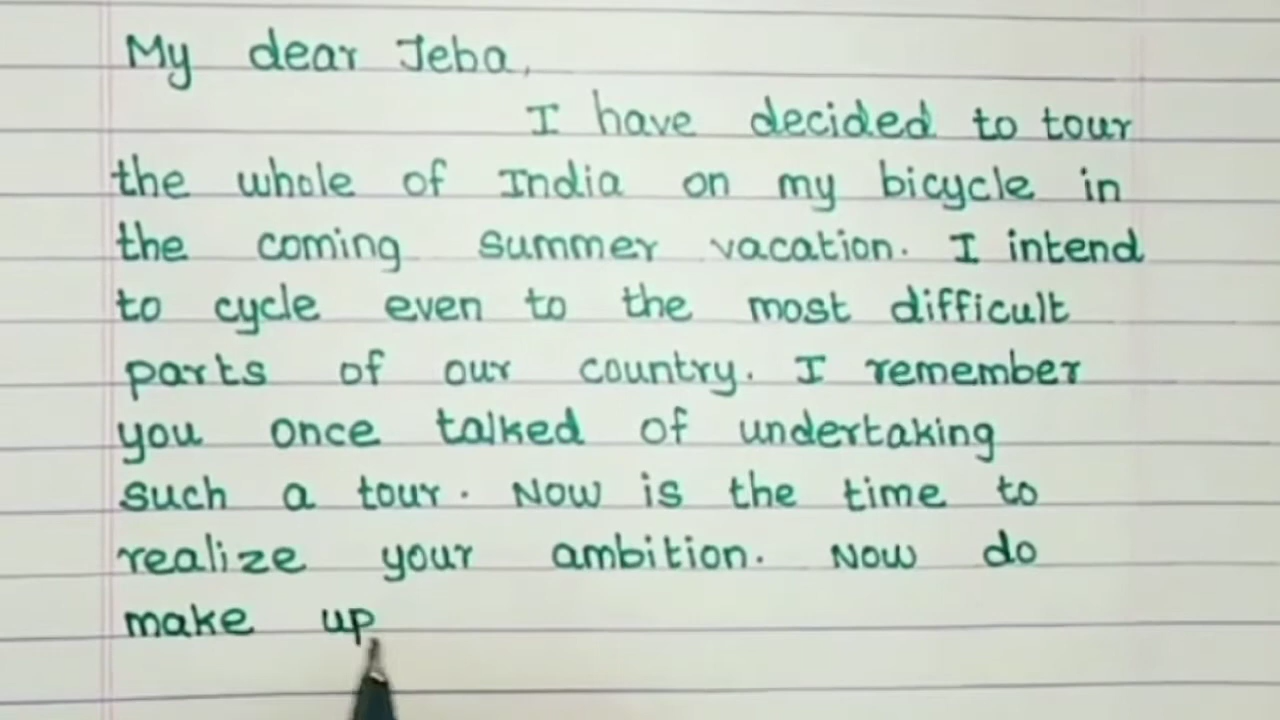 My dear Jeba,
I have decided to tour
the whole of India on my bicycle in
the coming summer vacation. I intend
to cycle even to the most difficult
parts of our country. I remember
you once talked of undertaking
such a tour. Now is the time to
realize your ambition. Now do
make up